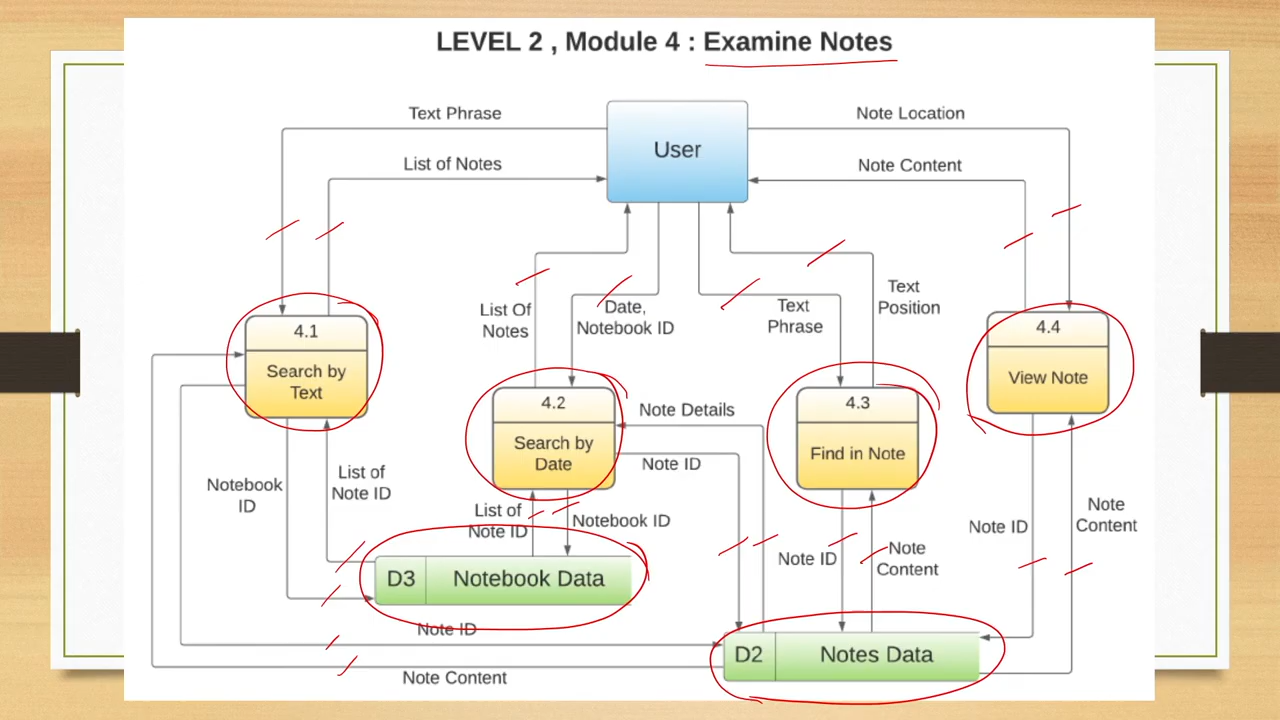 LEVEL 2 , Module 4 : Examine Notes
Text Phrase
Note Location
User
List of Notes
Note Content
List Of
Notes
Date,
Notebook ID
Text
Phrase
Text
Position
4.1
Search by
Text
4.4
View Note
4.2
Search by
Date
Note Details
Note ID
4.3
Find in Note
Notebook
ID
List of
Note ID
List of
Note ID
Notebook ID
Note ID
Note
Content
Note ID
Note
Content
D3
Notebook Data
Note ID
D2
Notes Data
Note Content